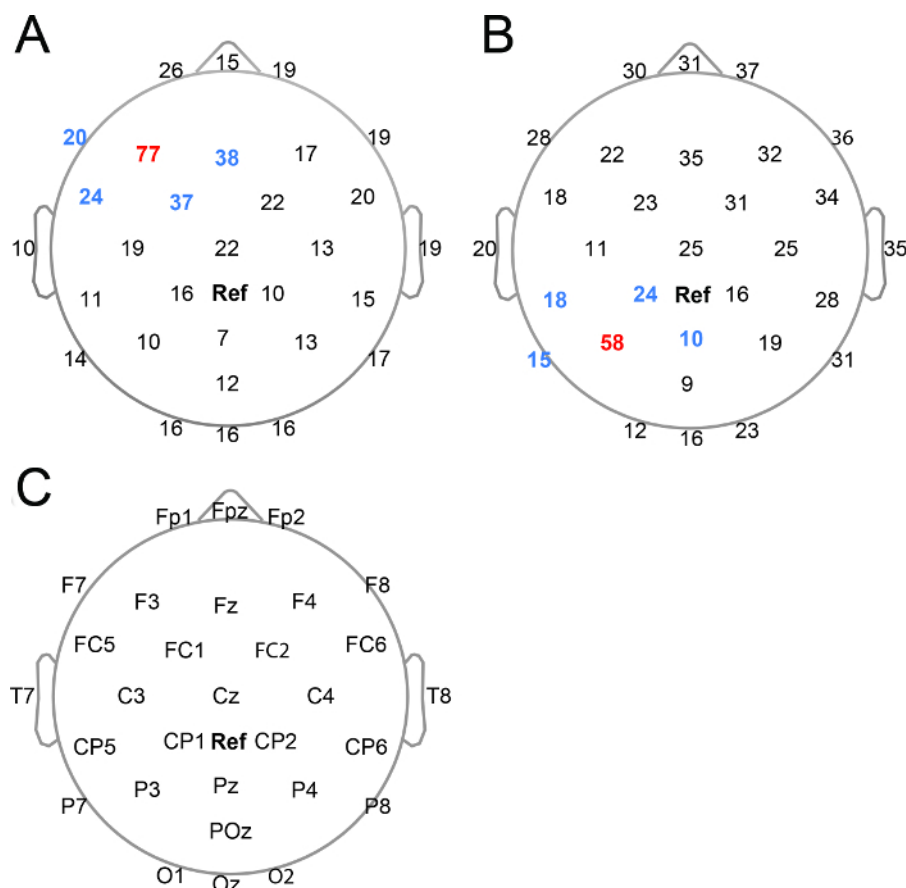 A
B
15
26
19
31
30
37
20
77
38
17
19
28
22
35
32
36
24
37
22
20
18
23
31
34
10
19
22
13
19
20
11
25
25
35
11
16
Ref
10
15
18
24
Ref
16
28
14
10
7
13
17
15
58
10
19
31
12
9
16
16
16
12
16
23
C
Fp1
Fpz
Fp2
F7
F3
Fz
F4
F8
FC5
FC1
FC2
FC6
T7
C3
Cz
C4
T8
CP5
CP1
Ref
CP2
CP6
P7
P3
Pz
P4
P8
POz
O1
Oz
O2